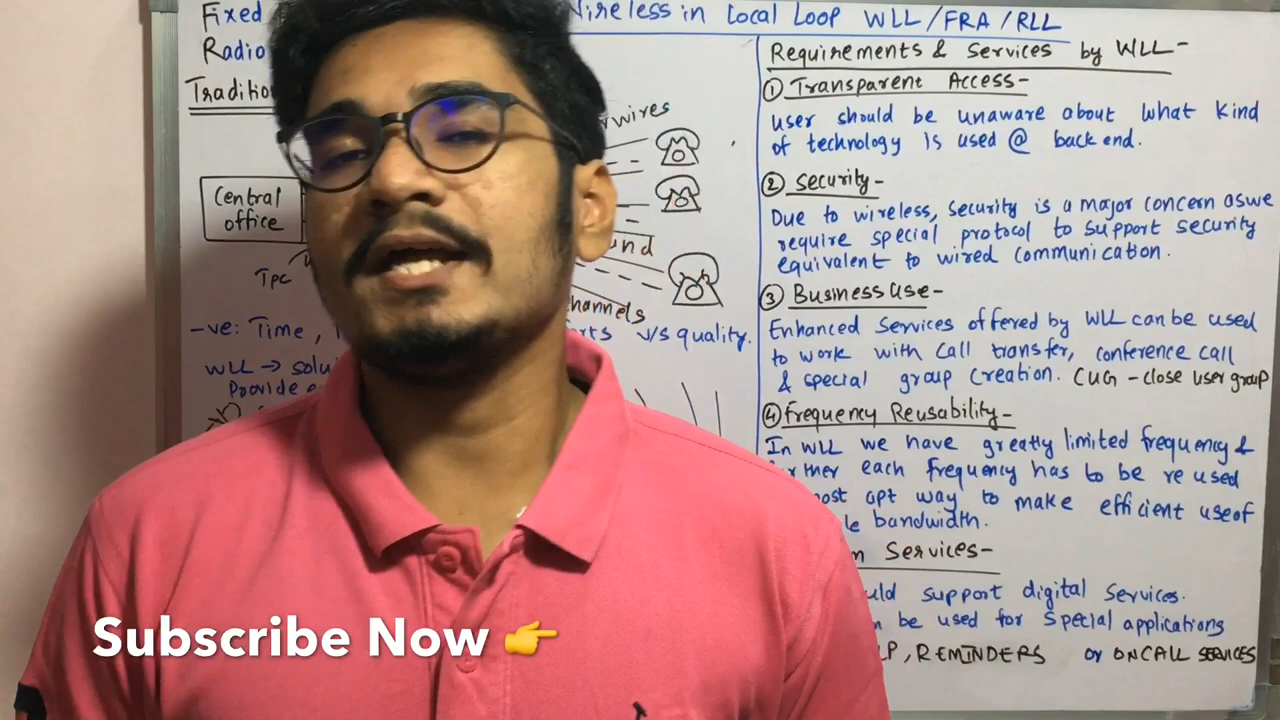 Fixed
Wireless in Local Loop WLL/FRA/RLL
Radio
wires
Central
office
TPC
channels
-ve: Time,
v/s quality.
WLL → 
Provide
Requirements & Services by WLL-
① Transparent Access-
user should be unaware about what kind
of technology is used @ back end.
② Security-
Due to wireless, security is a major concern as we
require special protocol to support security
equivalent to wired communication.
③ Business Use-
Enhanced services offered by WLL can be used
to work with call transfer, conference call
& special group creation. CUG - close user group
④ Frequency Reusability-
In WLL we have greatly limited frequency &
each frequency has to be re used
apt way to make efficient use of
bandwidth.
Services-
support digital services.
be used for special applications
, REMINDERS or ONCALL SERVICES
Subscribe Now 👉